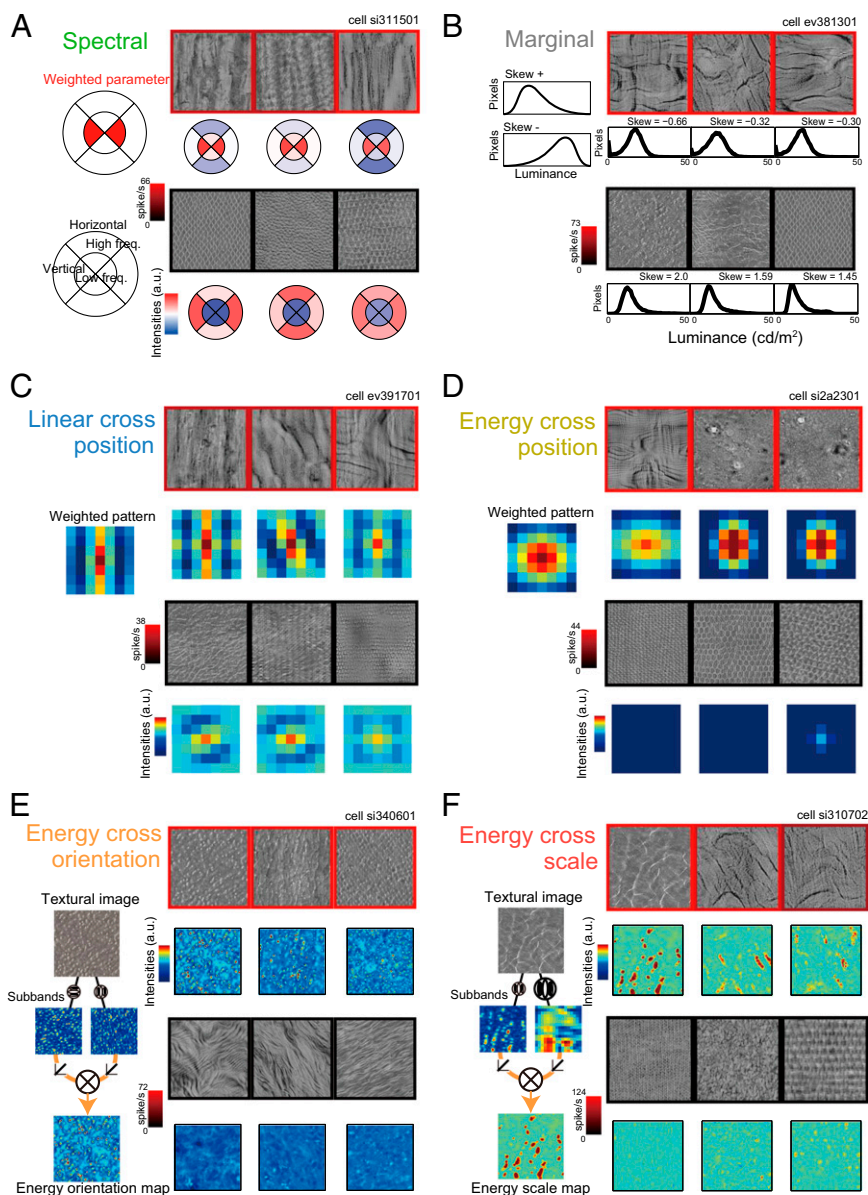 A
Spectral
cell si311501
Weighted parameter
66
spike/s
0
Horizontal
High freq.
Vertical
Low freq.
Intensities (a.u.)
B
Marginal
cell ev381301
Skew +
Pixels
Skew -
Pixels
Luminance
Skew = −0.66
Skew = −0.32
Skew = −0.30
Pixels
0
50
50
50
73
spike/s
0
Skew = 2.0
Skew = 1.59
Skew = 1.45
Pixels
0
50
50
50
Luminance (cd/m²)
C
Linear cross
position
cell ev391701
Weighted pattern
38
spike/s
0
Intensities (a.u.)
D
Energy cross
position
cell si2a2301
Weighted pattern
44
spike/s
0
Intensities (a.u.)
E
Energy cross
orientation
cell si340601
Textural image
Intensities (a.u.)
Subbands
72
spike/s
0
Energy orientation map
F
Energy cross
scale
cell si310702
Textural image
Intensities (a.u.)
Subbands
124
spike/s
0
Energy scale map